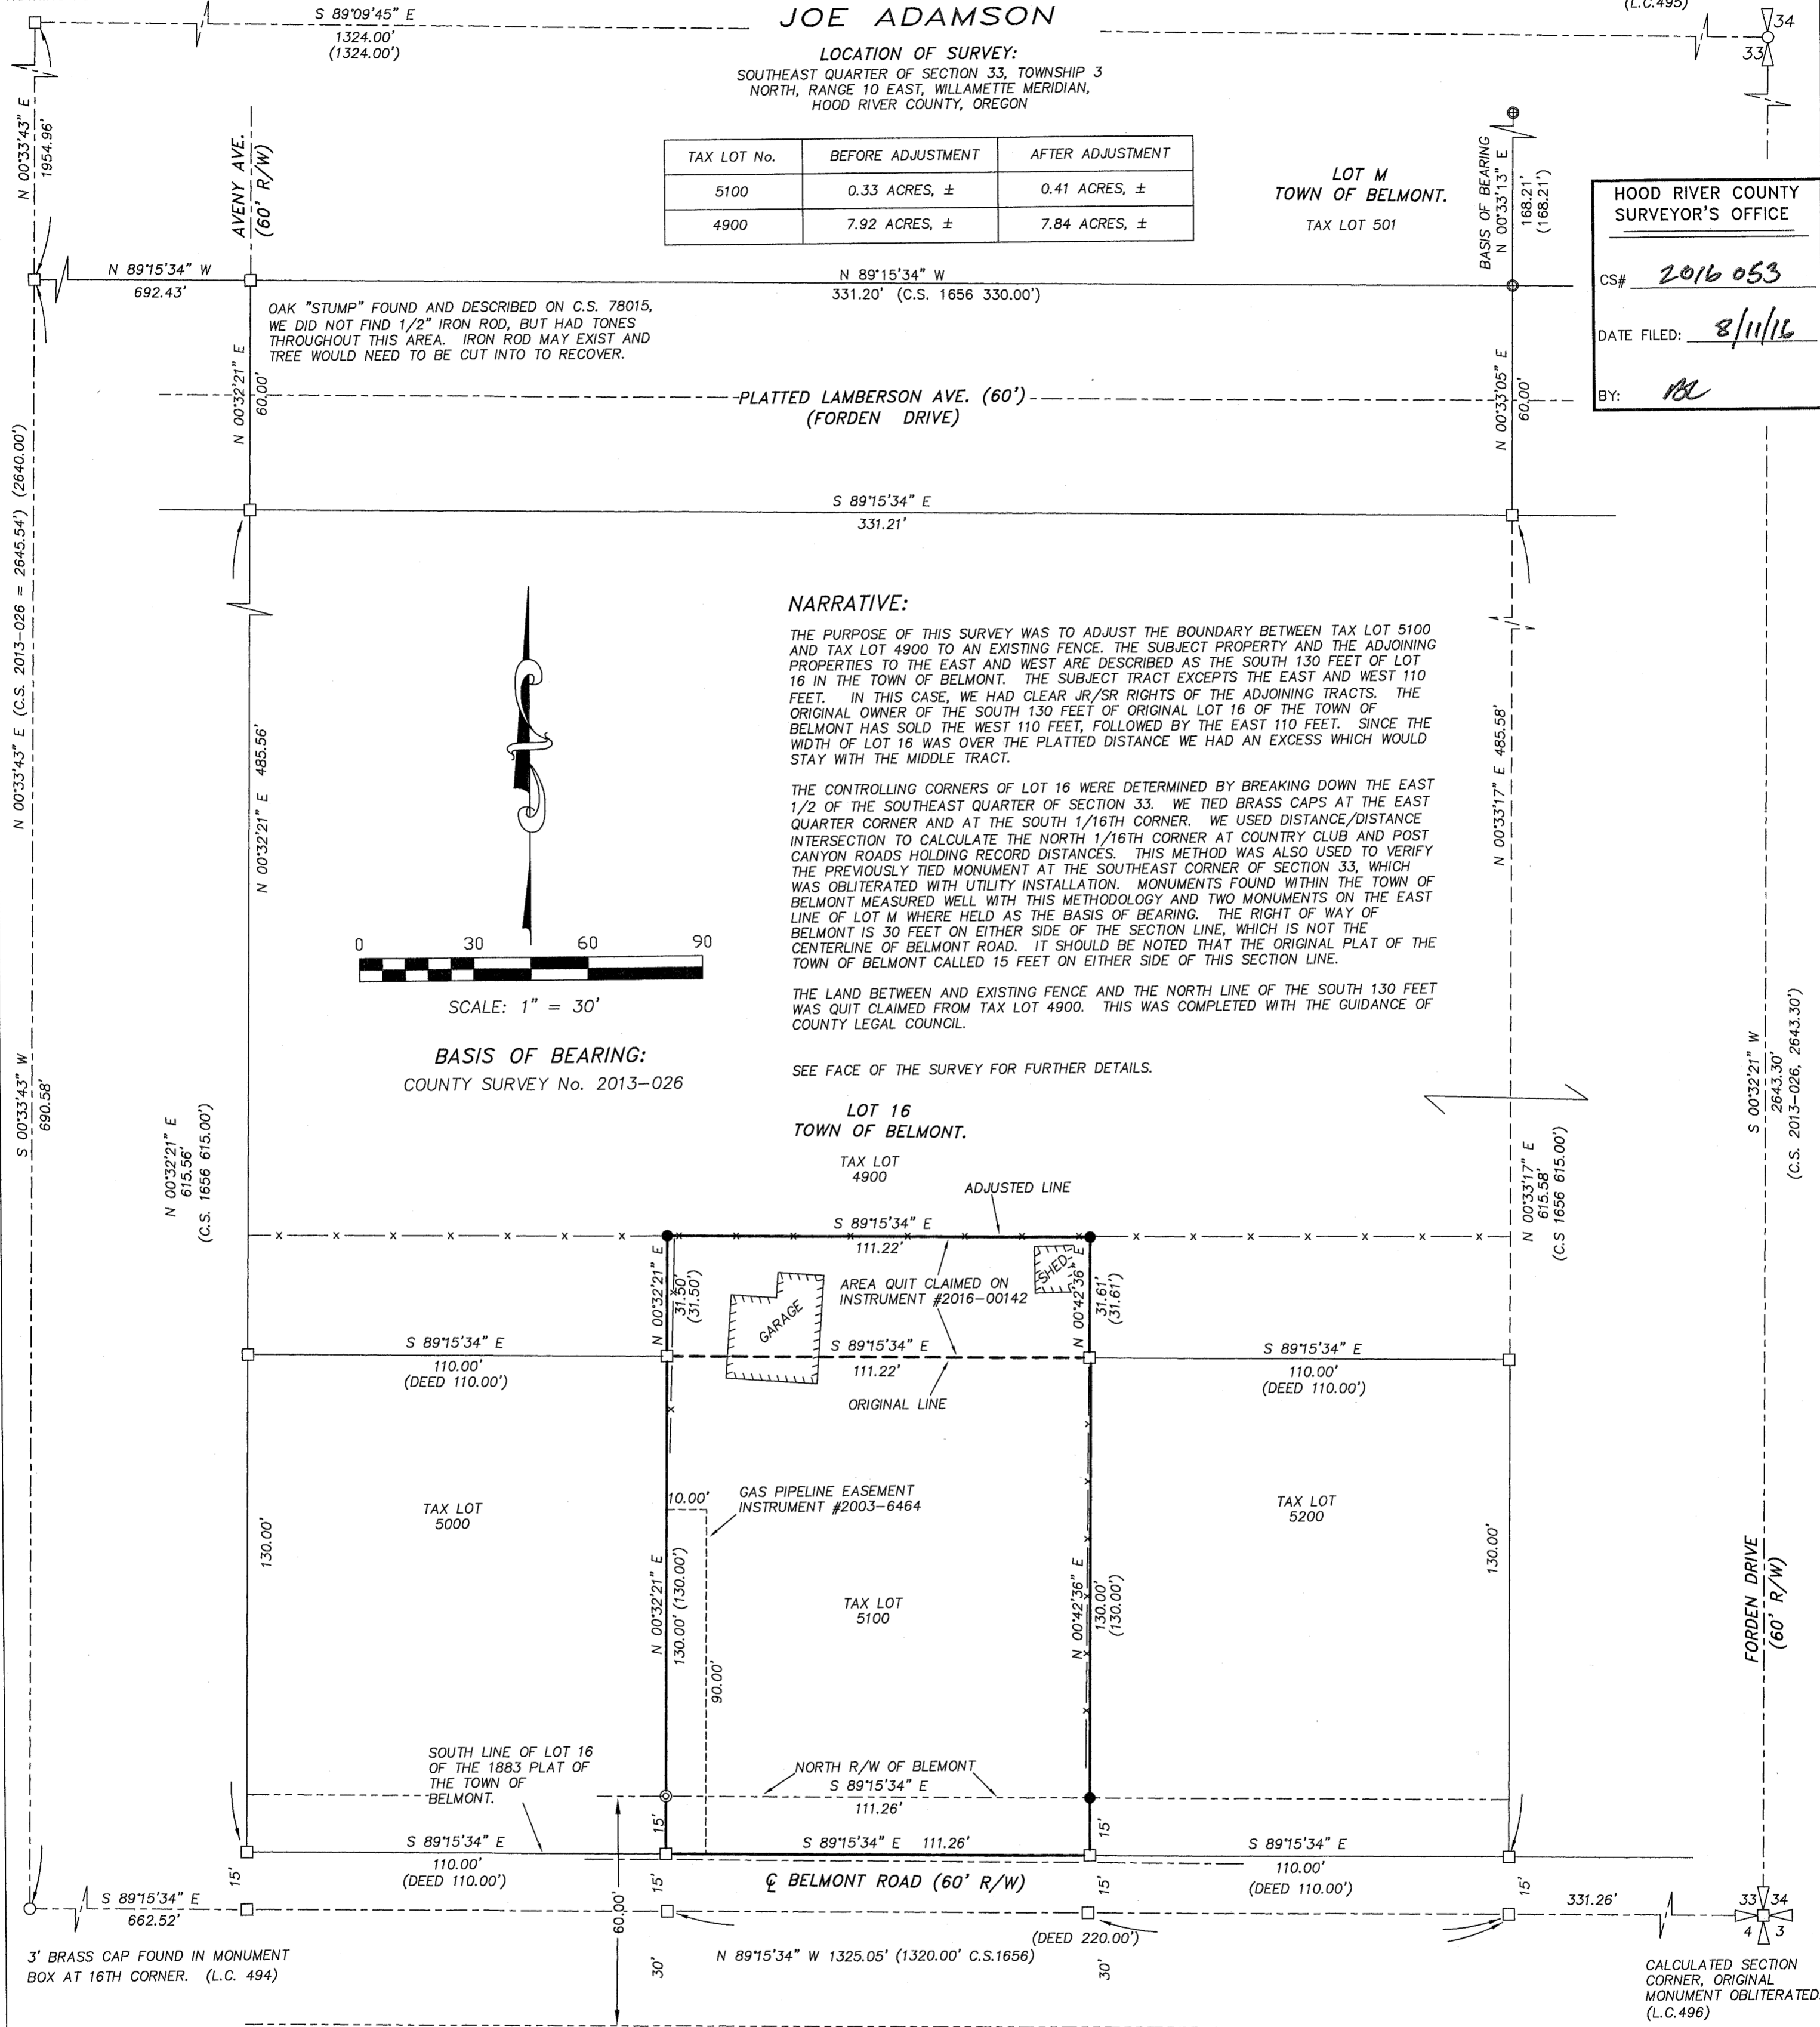 S 89°09'45" E
1324.00'
(1324.00')
JOE ADAMSON
(L.C.495)
34
33
LOCATION OF SURVEY:
SOUTHEAST QUARTER OF SECTION 33, TOWNSHIP 3
NORTH, RANGE 10 EAST, WILLAMETTE MERIDIAN,
HOOD RIVER COUNTY, OREGON
N 00°33'43" E
1954.96'
AVENY AVE.
(60' R/W)
TAX LOT No. BEFORE ADJUSTMENT AFTER ADJUSTMENT
5100 0.33 ACRES, ± 0.41 ACRES, ±
4900 7.92 ACRES, ± 7.84 ACRES, ±
LOT M
TOWN OF BELMONT.
TAX LOT 501
BASIS OF BEARING
N 00°33'13" E
168.21'
(168.21')
HOOD RIVER COUNTY
SURVEYOR'S OFFICE
CS# 2016 053
DATE FILED: 8/11/16
BY:
N 89°15'34" W
692.43'
N 89°15'34" W
331.20' (C.S. 1656 330.00')
OAK "STUMP" FOUND AND DESCRIBED ON C.S. 78015,
WE DID NOT FIND 1/2" IRON ROD, BUT HAD TONES
THROUGHOUT THIS AREA. IRON ROD MAY EXIST AND
TREE WOULD NEED TO BE CUT INTO TO RECOVER.
N 00°32'21" E
60.00'
PLATTED LAMBERSON AVE. (60')
(FORDEN DRIVE)
N 00°33'05" E
60.00'
N 00°33'43" E (C.S. 2013-026 = 2645.54') (2640.00')
S 89°15'34" E
331.21'
NARRATIVE:
THE PURPOSE OF THIS SURVEY WAS TO ADJUST THE BOUNDARY BETWEEN TAX LOT 5100
AND TAX LOT 4900 TO AN EXISTING FENCE. THE SUBJECT PROPERTY AND THE ADJOINING
PROPERTIES TO THE EAST AND WEST ARE DESCRIBED AS THE SOUTH 130 FEET OF LOT
16 IN THE TOWN OF BELMONT. THE SUBJECT TRACT EXCEPTS THE EAST AND WEST 110
FEET. IN THIS CASE, WE HAD CLEAR JR/SR RIGHTS OF THE ADJOINING TRACTS. THE
ORIGINAL OWNER OF THE SOUTH 130 FEET OF ORIGINAL LOT 16 OF THE TOWN OF
BELMONT HAS SOLD THE WEST 110 FEET, FOLLOWED BY THE EAST 110 FEET. SINCE THE
WIDTH OF LOT 16 WAS OVER THE PLATTED DISTANCE WE HAD AN EXCESS WHICH WOULD
STAY WITH THE MIDDLE TRACT.
THE CONTROLLING CORNERS OF LOT 16 WERE DETERMINED BY BREAKING DOWN THE EAST
1/2 OF THE SOUTHEAST QUARTER OF SECTION 33. WE TIED BRASS CAPS AT THE EAST
QUARTER CORNER AND AT THE SOUTH 1/16TH CORNER. WE USED DISTANCE/DISTANCE
INTERSECTION TO CALCULATE THE NORTH 1/16TH CORNER AT COUNTRY CLUB AND POST
CANYON ROADS HOLDING RECORD DISTANCES. THIS METHOD WAS ALSO USED TO VERIFY
THE PREVIOUSLY TIED MONUMENT AT THE SOUTHEAST CORNER OF SECTION 33, WHICH
WAS OBLITERATED WITH UTILITY INSTALLATION. MONUMENTS FOUND WITHIN THE TOWN OF
BELMONT MEASURED WELL WITH THIS METHODOLOGY AND TWO MONUMENTS ON THE EAST
LINE OF LOT M WHERE HELD AS THE BASIS OF BEARING. THE RIGHT OF WAY OF
BELMONT IS 30 FEET ON EITHER SIDE OF THE SECTION LINE, WHICH IS NOT THE
CENTERLINE OF BELMONT ROAD. IT SHOULD BE NOTED THAT THE ORIGINAL PLAT OF THE
TOWN OF BELMONT CALLED 15 FEET ON EITHER SIDE OF THIS SECTION LINE.
THE LAND BETWEEN AND EXISTING FENCE AND THE NORTH LINE OF THE SOUTH 130 FEET
WAS QUIT CLAIMED FROM TAX LOT 4900. THIS WAS COMPLETED WITH THE GUIDANCE OF
COUNTY LEGAL COUNCIL.
SEE FACE OF THE SURVEY FOR FURTHER DETAILS.
N 00°32'21" E 485.56'
N 00°33'17" E 485.58'
0 30 60 90
SCALE: 1" = 30'
BASIS OF BEARING:
COUNTY SURVEY No. 2013-026
S 00°33'43" W
690.58'
N 00°32'21" E
615.56'
(C.S. 1656 615.00')
LOT 16
TOWN OF BELMONT.
TAX LOT
4900
ADJUSTED LINE
N 00°33'17" E
615.58'
(C.S 1656 615.00')
S 00°32'21" W
2643.30'
(C.S. 2013-026, 2643.30')
S 89°15'34" E
111.22'
N 00°32'21" E
31.50'
(31.50')
GARAGE
AREA QUIT CLAIMED ON
INSTRUMENT #2016-00142
SHED
N 00°42'36" E
31.61'
(31.61')
S 89°15'34" E
110.00'
(DEED 110.00')
S 89°15'34" E
111.22'
ORIGINAL LINE
S 89°15'34" E
110.00'
(DEED 110.00')
TAX LOT
5000
10.00'
GAS PIPELINE EASEMENT
INSTRUMENT #2003-6464
TAX LOT
5200
130.00'
N 00°32'21" E
130.00' (130.00')
90.00'
TAX LOT
5100
N 00°42'36" E
130.00'
(130.00')
130.00'
FORDEN DRIVE
(60' R/W)
SOUTH LINE OF LOT 16
OF THE 1883 PLAT OF
THE TOWN OF
BELMONT.
NORTH R/W OF BLEMONT
S 89°15'34" E
111.26'
15'
15'
S 89°15'34" E
110.00'
(DEED 110.00')
S 89°15'34" E 111.26'
S 89°15'34" E
110.00'
(DEED 110.00')
15'
15'
℄ BELMONT ROAD (60' R/W)
15'
15'
S 89°15'34" E
662.52'
60.00'
331.26'
33 34
4 3
(DEED 220.00')
N 89°15'34" W 1325.05' (1320.00' C.S.1656)
30'
30'
3' BRASS CAP FOUND IN MONUMENT
BOX AT 16TH CORNER. (L.C. 494)
CALCULATED SECTION
CORNER, ORIGINAL
MONUMENT OBLITERATED.
(L.C.496)